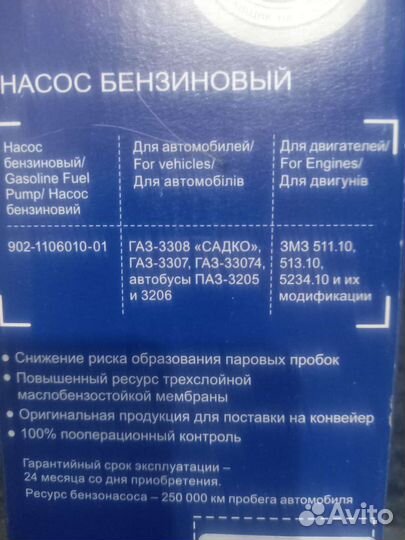 НАСОС БЕНЗИНОВЫЙ
Насос
бензиновый/
Gasoline Fuel
Pump/ Насос
бензиновий
Для автомобилей/
For vehicles/
Для автомобілів
Для двигателей/
For Engines/
Для двигунів
902-1106010-01
ГАЗ-3308 «САДКО»,
ГАЗ-3307, ГАЗ-33074,
автобусы ПАЗ-3205
и 3206
ЗМЗ 511.10,
513.10,
5234.10 и их
модификации
• Снижение риска образования паровых пробок
• Повышенный ресурс трехслойной
маслобензостойкой мембраны
• Оригинальная продукция для поставки на конвейер
• 100% пооперационный контроль
Гарантийный срок эксплуатации –
24 месяца со дня приобретения.
Ресурс бензонасоса – 250 000 км пробега автомобиля
Avito